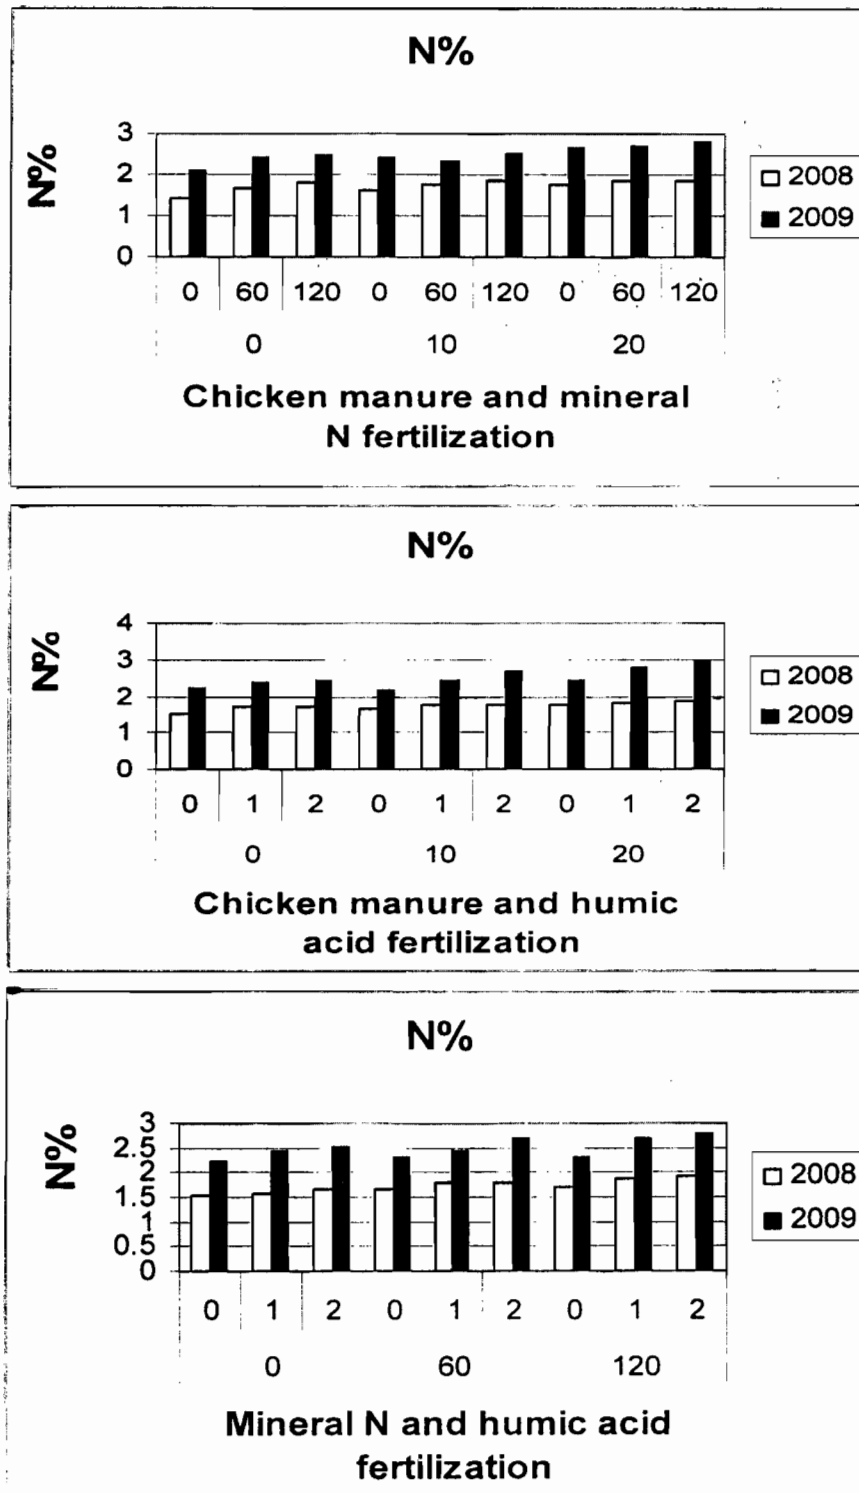 N%
N%
3
2
1
0
0 60 120 0 60 120 0 60 120
0 10 20
Chicken manure and mineral
N fertilization
2008
2009
N%
N%
4
3
2
1
0
0 1 2 0 1 2 0 1 2
0 10 20
Chicken manure and humic
acid fertilization
2008
2009
N%
N%
3
2.5
2
1.5
1
0.5
0
0 1 2 0 1 2 0 1 2
0 60 120
Mineral N and humic acid
fertilization
2008
2009